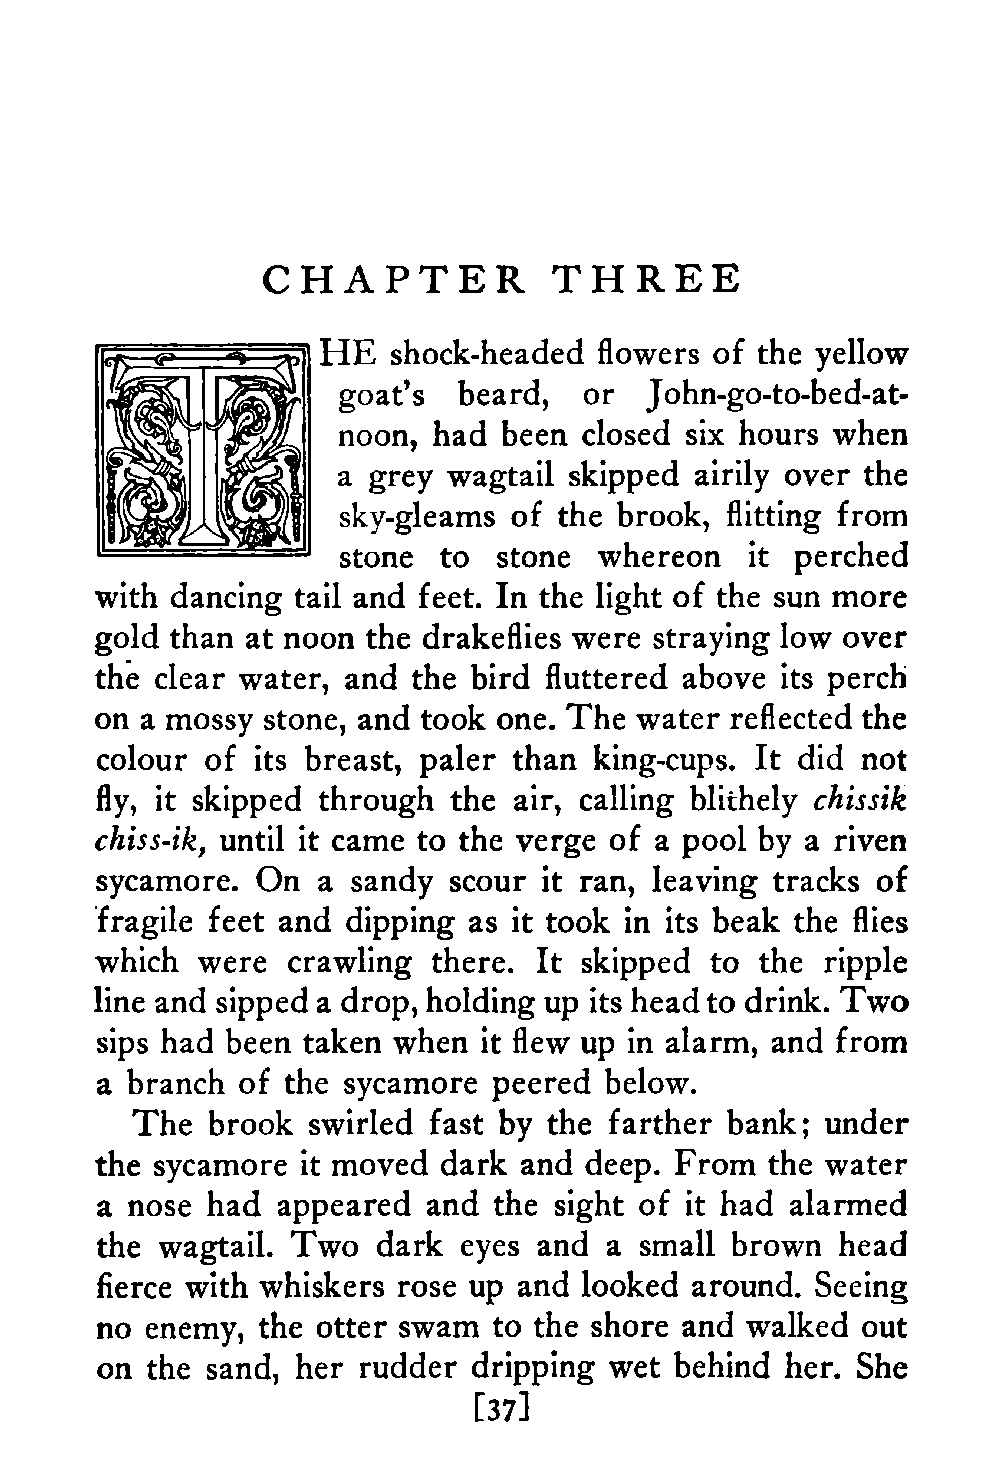 CHAPTER THREE
THE shock-headed flowers of the yellow
goat's beard, or John-go-to-bed-at-
noon, had been closed six hours when
a grey wagtail skipped airily over the
sky-gleams of the brook, flitting from
stone to stone whereon it perched
with dancing tail and feet. In the light of the sun more
gold than at noon the drakeflies were straying low over
the clear water, and the bird fluttered above its perch
on a mossy stone, and took one. The water reflected the
colour of its breast, paler than king-cups. It did not
fly, it skipped through the air, calling blithely chissik
chiss-ik, until it came to the verge of a pool by a riven
sycamore. On a sandy scour it ran, leaving tracks of
fragile feet and dipping as it took in its beak the flies
which were crawling there. It skipped to the ripple
line and sipped a drop, holding up its head to drink. Two
sips had been taken when it flew up in alarm, and from
a branch of the sycamore peered below.
The brook swirled fast by the farther bank; under
the sycamore it moved dark and deep. From the water
a nose had appeared and the sight of it had alarmed
the wagtail. Two dark eyes and a small brown head
fierce with whiskers rose up and looked around. Seeing
no enemy, the otter swam to the shore and walked out
on the sand, her rudder dripping wet behind her. She
[37]